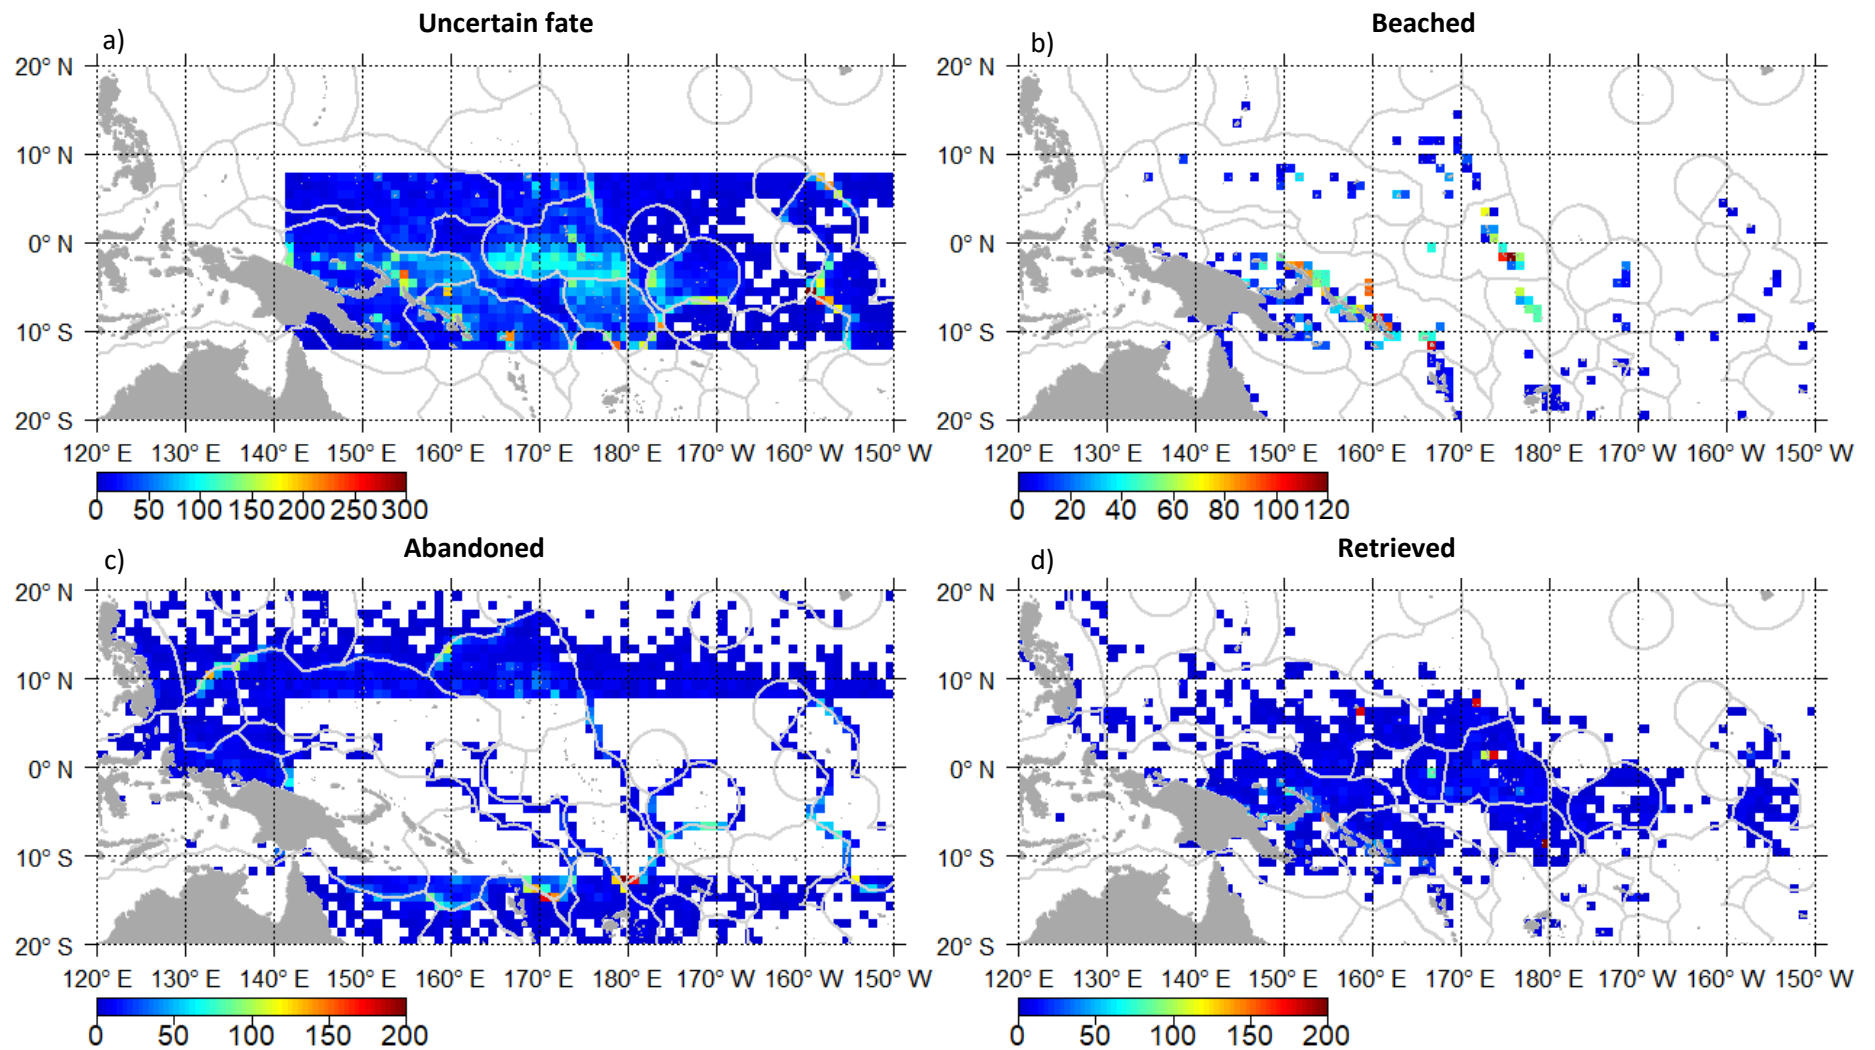 Uncertain fate
a)
20° N
10° N
0° N
10° S
20° S
120° E 130° E 140° E 150° E 160° E 170° E 180° E 170° W 160° W 150° W
0 50 100 150 200 250 300
Beached
b)
20° N
10° N
0° N
10° S
20° S
120° E 130° E 140° E 150° E 160° E 170° E 180° E 170° W 160° W 150° W
0 20 40 60 80 100 120
Abandoned
c)
20° N
10° N
0° N
10° S
20° S
120° E 130° E 140° E 150° E 160° E 170° E 180° E 170° W 160° W 150° W
0 50 100 150 200
Retrieved
d)
20° N
10° N
0° N
10° S
20° S
120° E 130° E 140° E 150° E 160° E 170° E 180° E 170° W 160° W 150° W
0 50 100 150 200